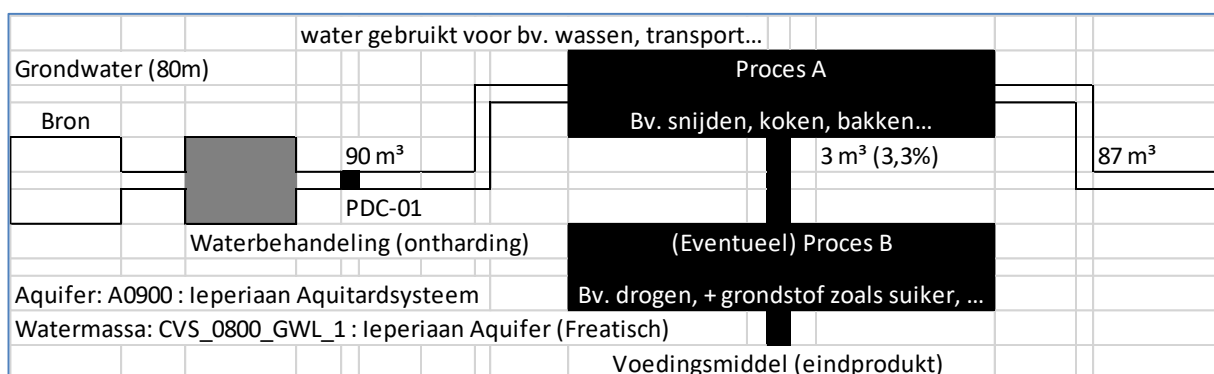 water gebruikt voor bv. wassen, transport...
Grondwater (80m)
Proces A
Bron
Bv. snijden, koken, bakken...
90 m³
3 m³ (3,3%)
87 m³
PDC-01
Waterbehandeling (ontharding)
(Eventueel) Proces B
Aquifer: A0900 : Ieperiaan Aquitardsysteem
Bv. drogen, + grondstof zoals suiker, ...
Watermassa: CVS_0800_GWL_1 : Ieperiaan Aquifer (Freatisch)
Voedingsmiddel (eindprodukt)